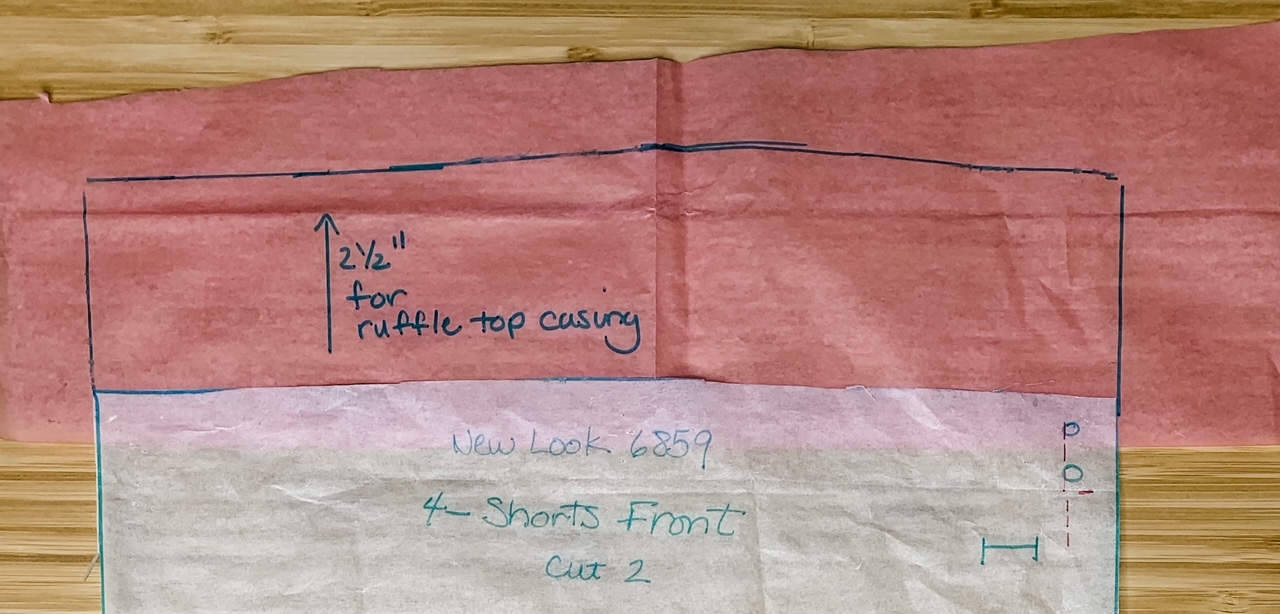 2½"
for
ruffle top casing
New Look 6859
4- Shorts Front
Cut 2
P
O